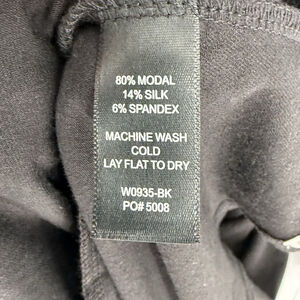 80% MODAL
14% SILK
6% SPANDEX
MACHINE WASH
COLD
LAY FLAT TO DRY
W0935-BK
PO# 5008